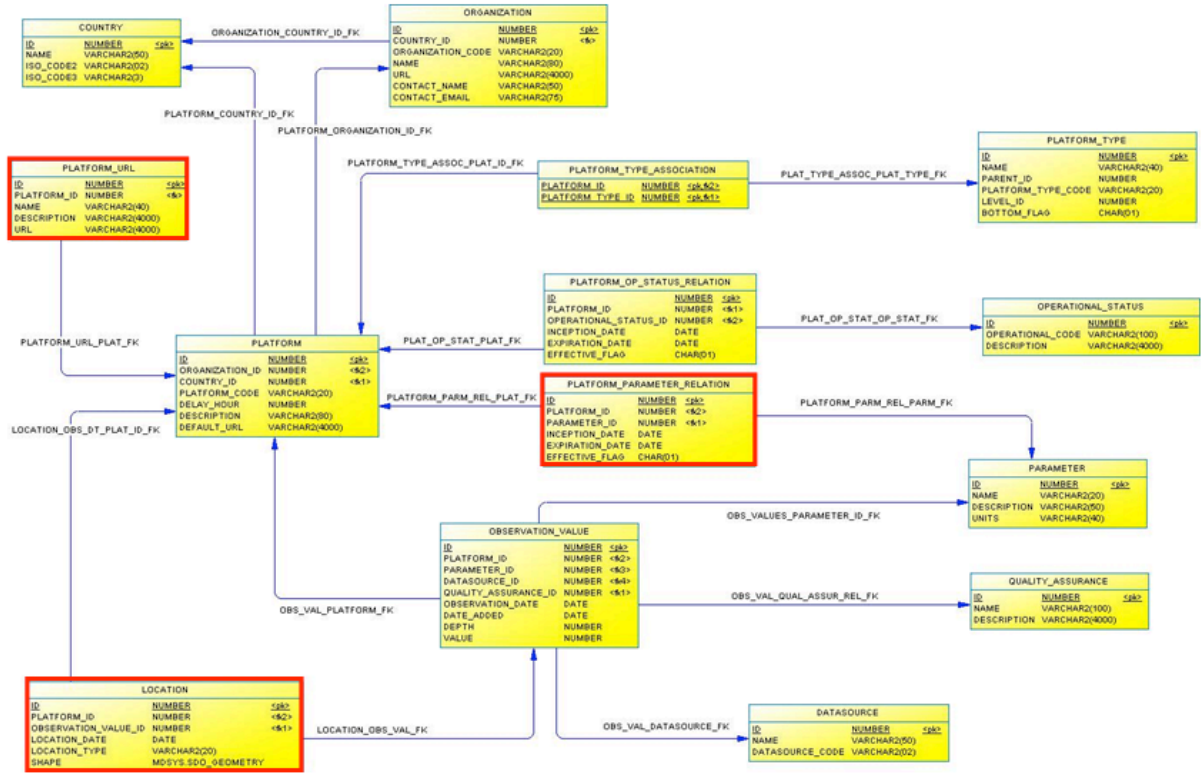 COUNTRY
ID NUMBER <pk>
NAME VARCHAR2(50)
ISO_CODE2 VARCHAR2(02)
ISO_CODE3 VARCHAR2(3)
ORGANIZATION_COUNTRY_ID_FK
ORGANIZATION
ID NUMBER <pk>
COUNTRY_ID NUMBER <fk>
ORGANIZATION_CODE VARCHAR2(20)
NAME VARCHAR2(80)
URL VARCHAR2(4000)
CONTACT_NAME VARCHAR2(50)
CONTACT_EMAIL VARCHAR2(75)
PLATFORM_COUNTRY_ID_FK
PLATFORM_ORGANIZATION_ID_FK
PLATFORM_URL
ID NUMBER <pk>
PLATFORM_ID NUMBER <fk>
NAME VARCHAR2(40)
DESCRIPTION VARCHAR2(4000)
URL VARCHAR2(4000)
PLATFORM_TYPE_ASSOC_PLAT_ID_FK
PLATFORM_TYPE_ASSOCIATION
PLATFORM_ID NUMBER <pk,fk2>
PLATFORM_TYPE_ID NUMBER <pk,fk1>
PLAT_TYPE_ASSOC_PLAT_TYPE_FK
PLATFORM_TYPE
ID NUMBER <pk>
NAME VARCHAR2(40)
PARENT_ID NUMBER
PLATFORM_TYPE_CODE VARCHAR2(20)
LEVEL_ID NUMBER
BOTTOM_FLAG CHAR(01)
PLATFORM_OP_STATUS_RELATION
ID NUMBER <pk>
PLATFORM_ID NUMBER <fk1>
OPERATIONAL_STATUS_ID NUMBER <fk2>
INCEPTION_DATE DATE
EXPIRATION_DATE DATE
EFFECTIVE_FLAG CHAR(01)
PLAT_OP_STAT_OP_STAT_FK
OPERATIONAL_STATUS
ID NUMBER <pk>
OPERATIONAL_CODE VARCHAR2(100)
DESCRIPTION VARCHAR2(4000)
PLATFORM_URL_PLAT_FK
PLATFORM
ID NUMBER <pk>
ORGANIZATION_ID NUMBER <fk2>
COUNTRY_ID NUMBER <fk1>
PLATFORM_CODE VARCHAR2(20)
DELAY_HOUR NUMBER
DESCRIPTION VARCHAR2(80)
DEFAULT_URL VARCHAR2(4000)
PLAT_OP_STAT_PLAT_FK
PLATFORM_PARM_REL_PLAT_FK
PLATFORM_PARAMETER_RELATION
ID NUMBER <pk>
PLATFORM_ID NUMBER <fk2>
PARAMETER_ID NUMBER <fk1>
INCEPTION_DATE DATE
EXPIRATION_DATE DATE
EFFECTIVE_FLAG CHAR(01)
PLATFORM_PARM_REL_PARM_FK
LOCATION_OBS_DT_PLAT_ID_FK
PARAMETER
ID NUMBER <pk>
NAME VARCHAR2(20)
DESCRIPTION VARCHAR2(50)
UNITS VARCHAR2(40)
OBS_VALUES_PARAMETER_ID_FK
OBSERVATION_VALUE
ID NUMBER <pk>
PLATFORM_ID NUMBER <fk2>
PARAMETER_ID NUMBER <fk3>
DATASOURCE_ID NUMBER <fk4>
QUALITY_ASSURANCE_ID NUMBER <fk1>
OBSERVATION_DATE DATE
DATE_ADDED DATE
DEPTH NUMBER
VALUE NUMBER
OBS_VAL_PLATFORM_FK
OBS_VAL_QUAL_ASSUR_REL_FK
QUALITY_ASSURANCE
ID NUMBER <pk>
NAME VARCHAR2(100)
DESCRIPTION VARCHAR2(4000)
LOCATION
ID NUMBER <pk>
PLATFORM_ID NUMBER <fk2>
OBSERVATION_VALUE_ID NUMBER <fk1>
LOCATION_DATE DATE
LOCATION_TYPE VARCHAR2(20)
SHAPE MDSYS.SDO_GEOMETRY
LOCATION_OBS_VAL_FK
OBS_VAL_DATASOURCE_FK
DATASOURCE
ID NUMBER <pk>
NAME VARCHAR2(50)
DATASOURCE_CODE VARCHAR2(02)